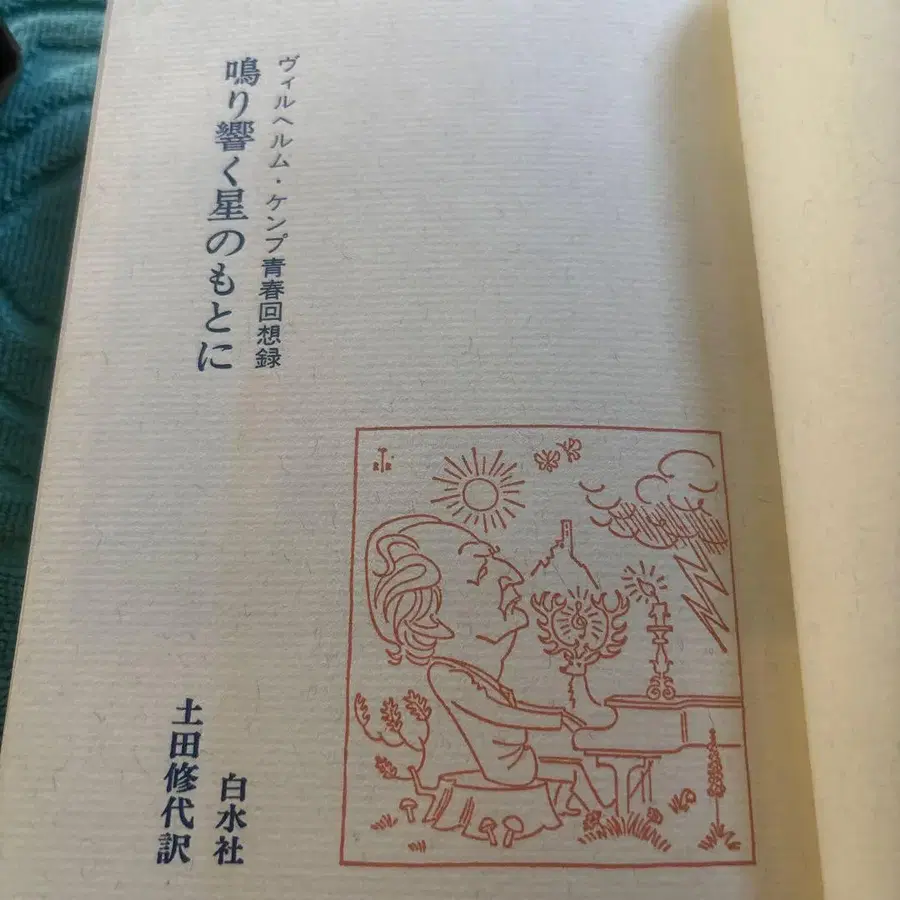 ヴィルヘルム・ケンプ青春回想録
鳴り響く星のもとに
白水社
土田修代訳